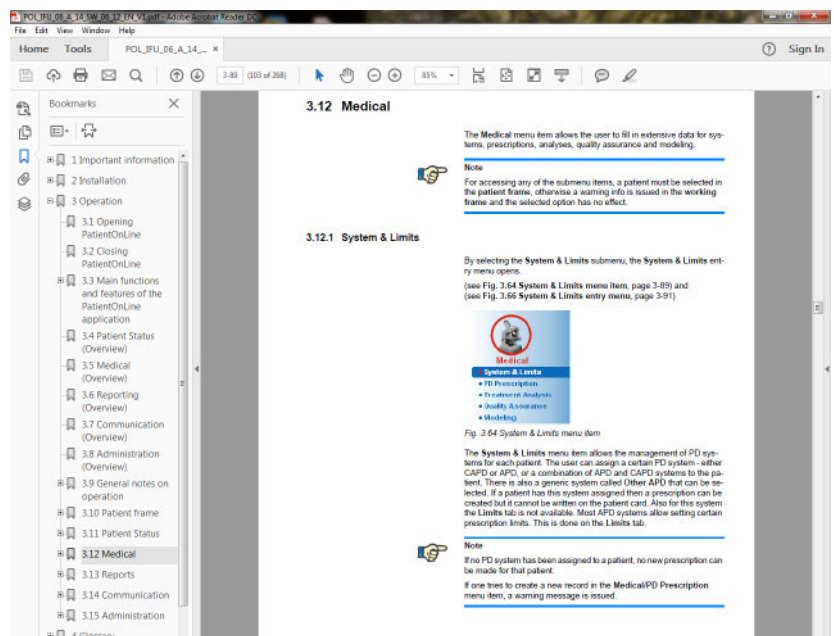 POL_IFU_06_A_14_SW_06_12_EN_V1.pdf - Adobe Acrobat Reader DC
File Edit View Window Help
Home Tools POL_IFU_06_A_14_... × Sign In
3-89 (103 of 268) 85%
Bookmarks
1 Important information
2 Installation
3 Operation
3.1 Opening
PatientOnLine
3.2 Closing
PatientOnLine
3.3 Main functions
and features of the
PatientOnLine
application
3.4 Patient Status
(Overview)
3.5 Medical
(Overview)
3.6 Reporting
(Overview)
3.7 Communication
(Overview)
3.8 Administration
(Overview)
3.9 General notes on
operation
3.10 Patient frame
3.11 Patient Status
3.12 Medical
3.13 Reports
3.14 Communication
3.15 Administration
4 Glossary
3.12 Medical
The Medical menu item allows the user to fill in extensive data for sys-
tems, prescriptions, analyses, quality assurance and modeling.
Note
For accessing any of the submenu items, a patient must be selected in
the patient frame, otherwise a warning info is issued in the working
frame and the selected option has no effect.
3.12.1 System & Limits
By selecting the System & Limits submenu, the System & Limits ent-
ry menu opens.
(see Fig. 3.64 System & Limits menu item, page 3-89) and
(see Fig. 3.66 System & Limits entry menu, page 3-91)
Medical
System & Limits
• PD Prescription
• Treatment Analysis
• Quality Assurance
• Modeling
Fig. 3.64 System & Limits menu item
The System & Limits menu item allows the management of PD sys-
tems for each patient. The user can assign a certain PD system - either
CAPD or APD, or a combination of APD and CAPD systems to the pa-
tient. There is also a generic system called Other APD that can be se-
lected. If a patient has this system assigned then a prescription can be
created but it cannot be written on the patient card. Also for this system
the Limits tab is not available. Most APD systems allow setting certain
prescription limits. This is done on the Limits tab.
Note
If no PD system has been assigned to a patient, no new prescription can
be made for that patient.
If one tries to create a new record in the Medical/PD Prescription
menu item, a warning message is issued.